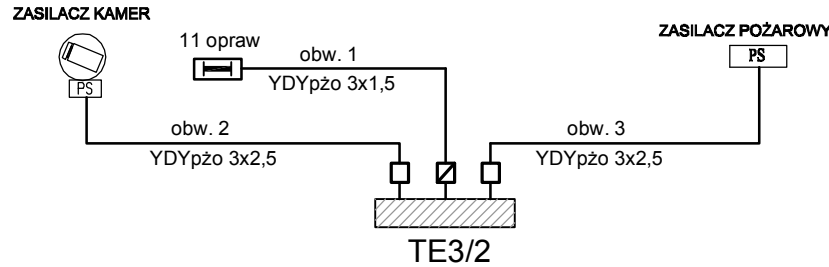 ZASILACZ KAMER
PS
11 opraw
obw. 1
YDYpżo 3x1,5
ZASILACZ POŻAROWY
PS
obw. 2
YDYpżo 3x2,5
obw. 3
YDYpżo 3x2,5
TE3/2